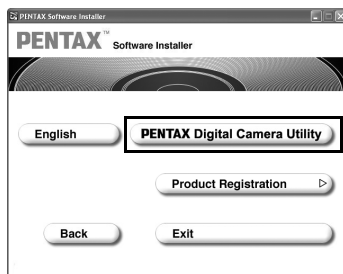 PENTAX Software Installer
PENTAX™ Software Installer
English
PENTAX Digital Camera Utility
Product Registration
Back
Exit